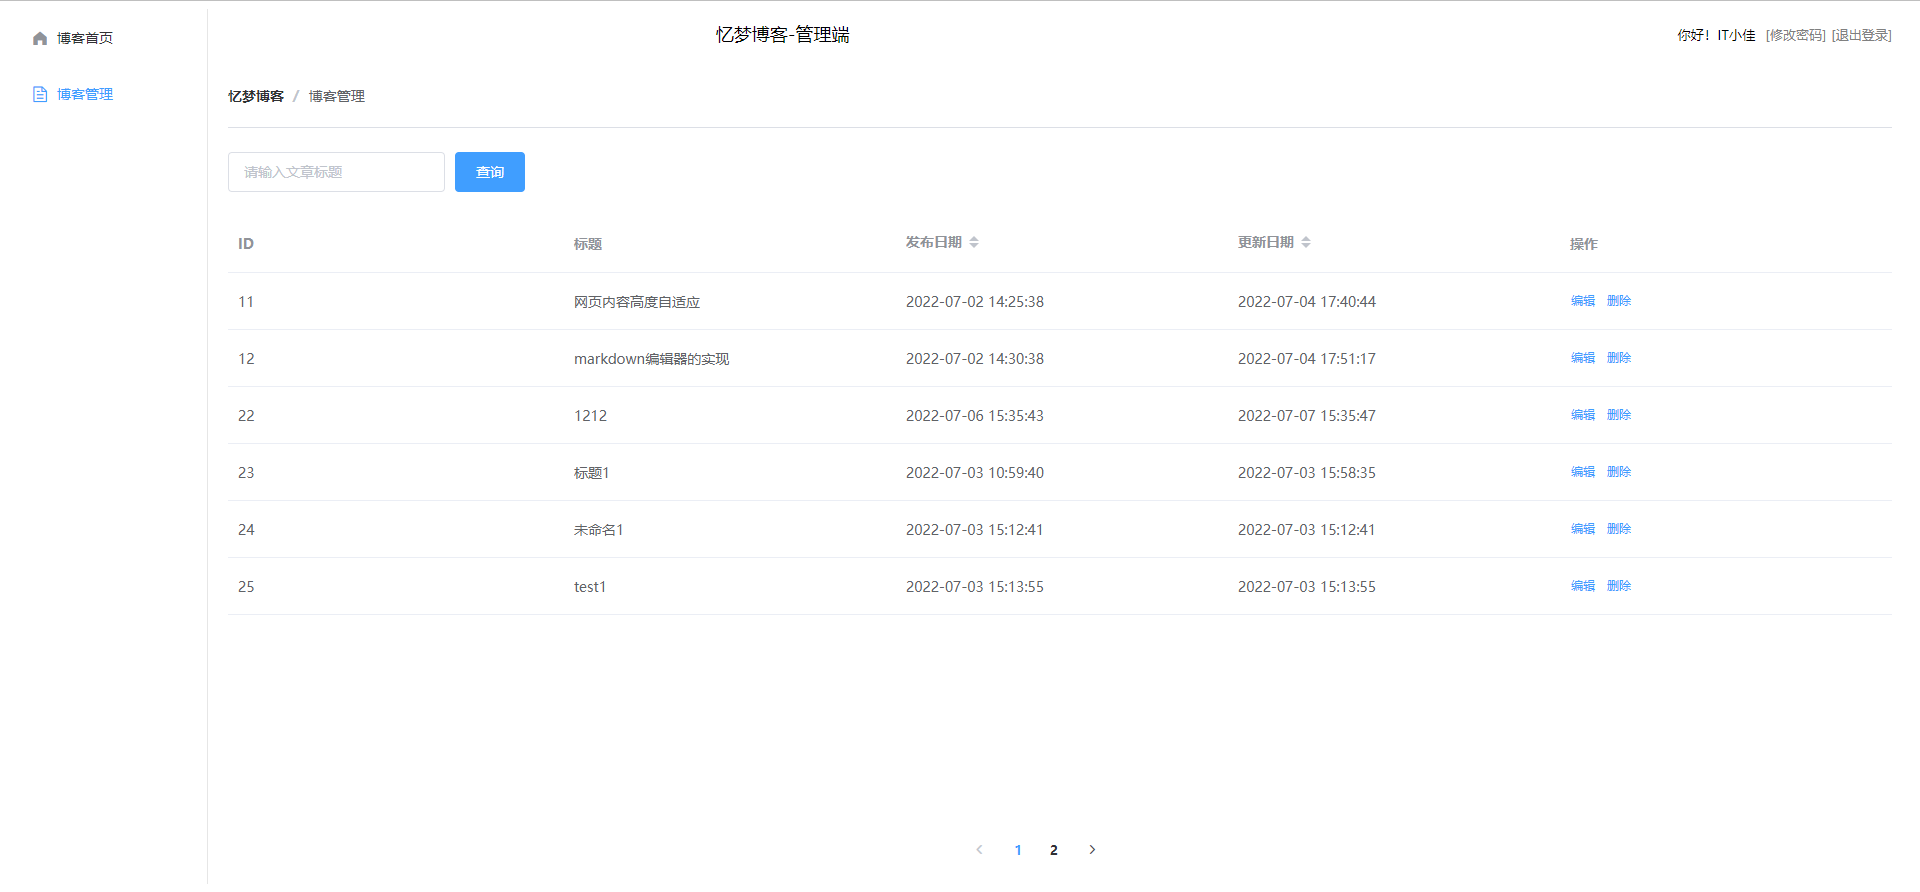 博客首页
博客管理
忆梦博客-管理端
你好！IT小佳 [修改密码] [退出登录]
忆梦博客 / 博客管理
请输入文章标题 查询
ID 标题 发布日期 更新日期 操作
11 网页内容高度自适应 2022-07-02 14:25:38 2022-07-04 17:40:44 编辑 删除
12 markdown编辑器的实现 2022-07-02 14:30:38 2022-07-04 17:51:17 编辑 删除
22 1212 2022-07-06 15:35:43 2022-07-07 15:35:47 编辑 删除
23 标题1 2022-07-03 10:59:40 2022-07-03 15:58:35 编辑 删除
24 未命名1 2022-07-03 15:12:41 2022-07-03 15:12:41 编辑 删除
25 test1 2022-07-03 15:13:55 2022-07-03 15:13:55 编辑 删除
1 2